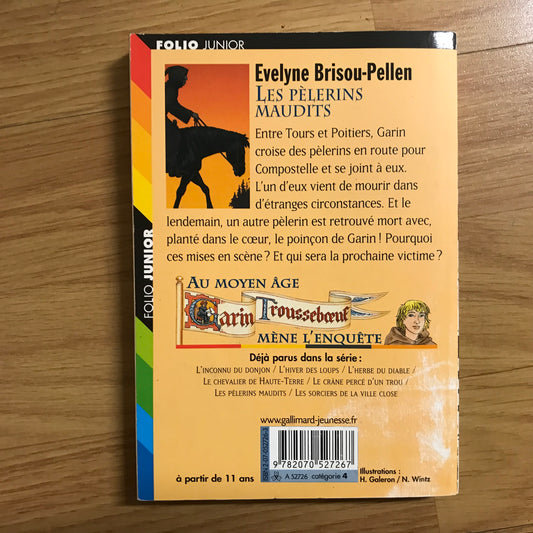 FOLIO JUNIOR
Evelyne Brisou-Pellen
LES PÈLERINS
MAUDITS
Entre Tours et Poitiers, Garin
croise des pèlerins en route pour
Compostelle et se joint à eux.
L'un d'eux vient de mourir dans
d'étranges circonstances. Et le
lendemain, un autre pèlerin est retrouvé mort avec,
planté dans le cœur, le poinçon de Garin ! Pourquoi
ces mises en scène ? Et qui sera la prochaine victime ?
FOLIO JUNIOR
AU MOYEN ÂGE
Garin Trousseboeuf
MÈNE L'ENQUÊTE
Déjà parus dans la série :
L'INCONNU DU DONJON / L'HIVER DES LOUPS / L'HERBE DU DIABLE /
LE CHEVALIER DE HAUTE-TERRE / LE CRÂNE PERCÉ D'UN TROU /
LES PÈLERINS MAUDITS / LES SORCIERS DE LA VILLE CLOSE
www.gallimard-jeunesse.fr
9 782070 527267
A 52726 catégorie 4
à partir de 11 ans
Illustrations :
H. Galeron / N. Wintz